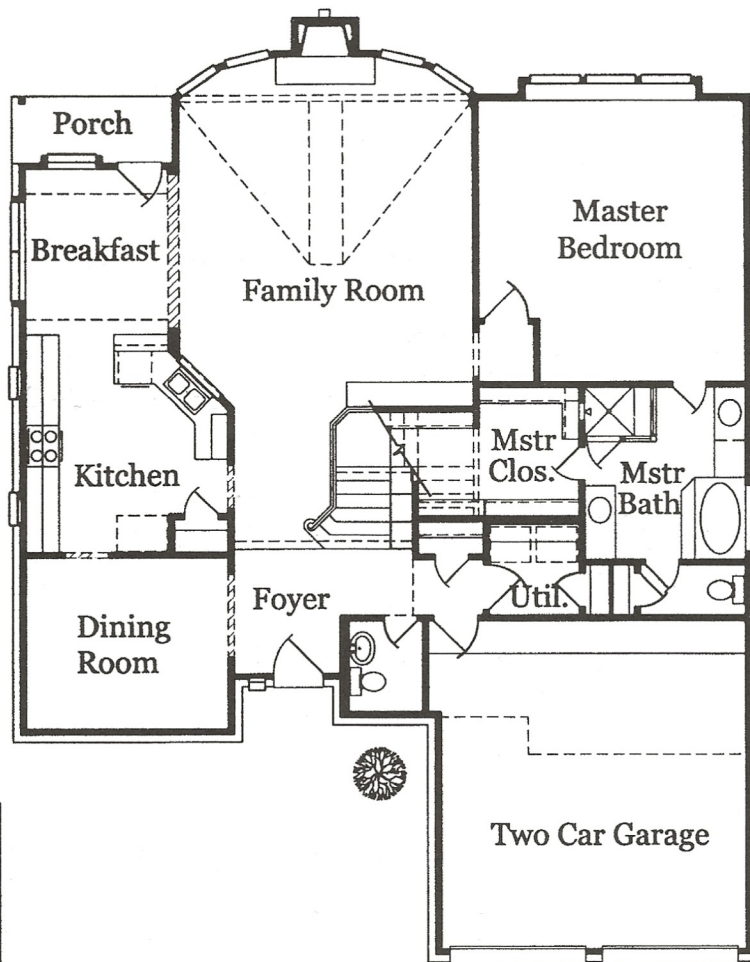 Porch
Master
Bedroom
Breakfast
Family Room
Mstr
Clos.
Kitchen
Mstr
Bath
Foyer
Util.
Dining
Room
Two Car Garage